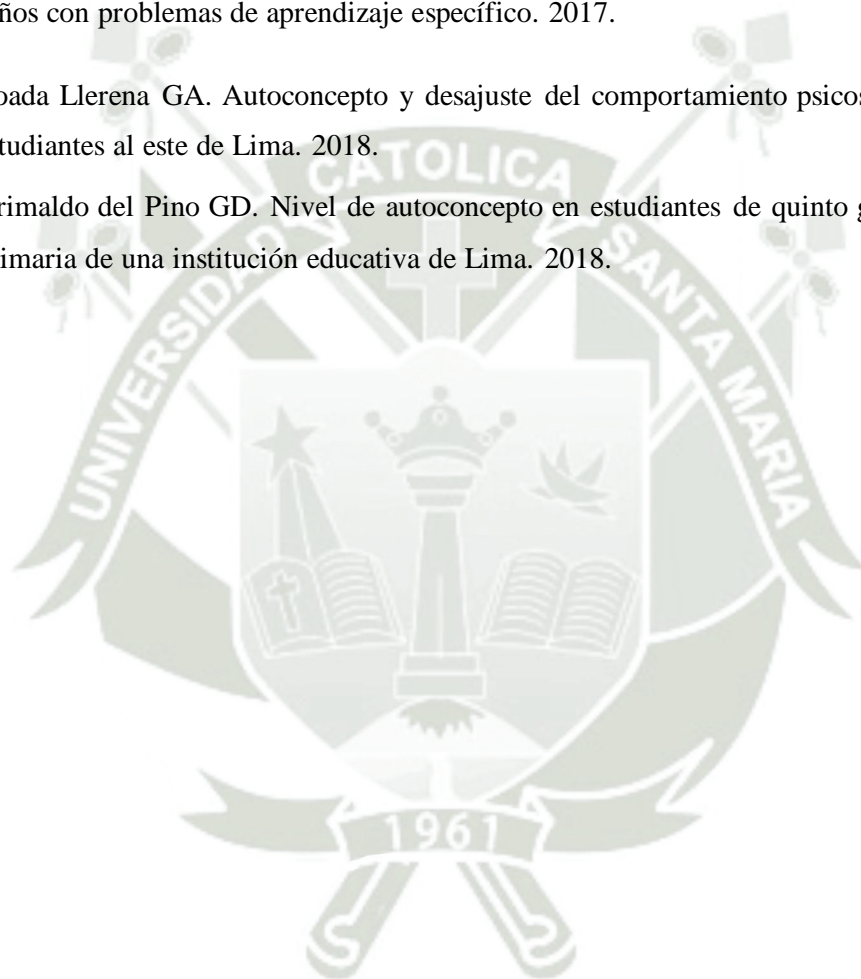 ños con problemas de aprendizaje específico. 2017.
oada Llerena GA. Autoconcepto y desajuste del comportamiento psicos
tudiantes al este de Lima. 2018.
rimaldo del Pino GD. Nivel de autoconcepto en estudiantes de quinto g
imaria de una institución educativa de Lima. 2018.
UNIVERSIDAD CATOLICA SANTA MARIA
1961